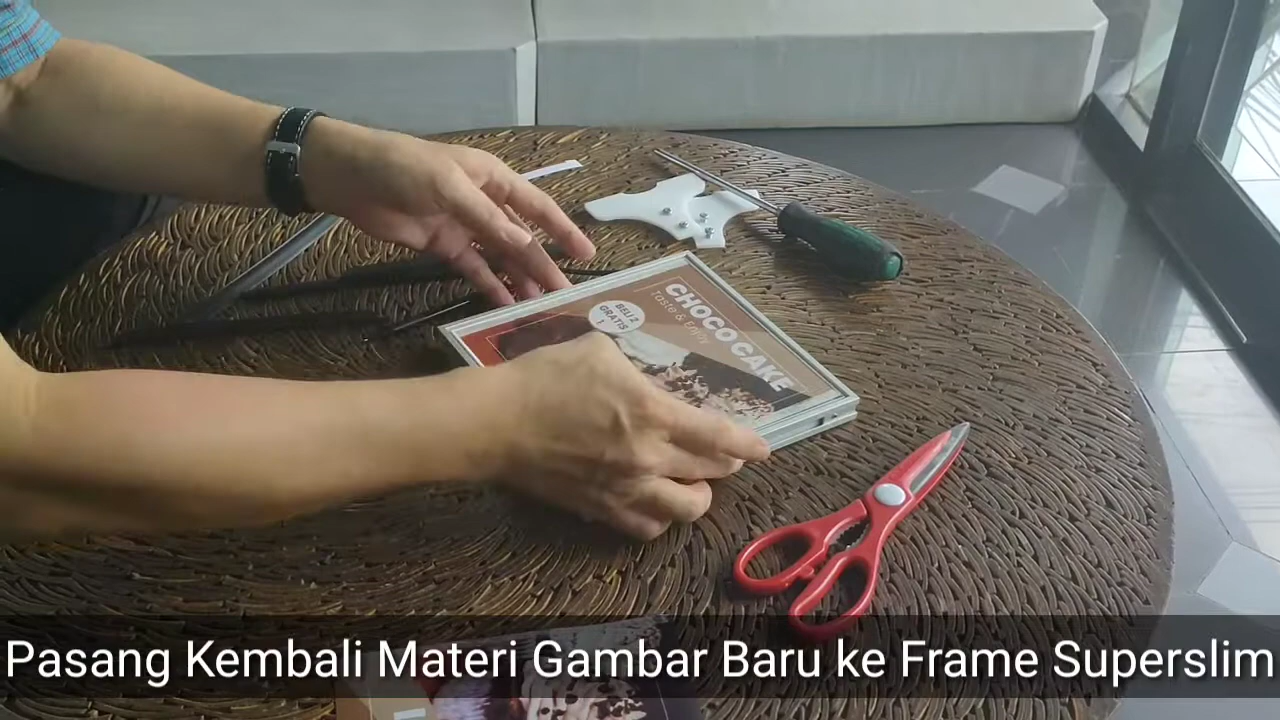 CHOCO CAKE
Taste & Enjoy
BELI 2
GRATIS
1
Pasang Kembali Materi Gambar Baru ke Frame Superslim